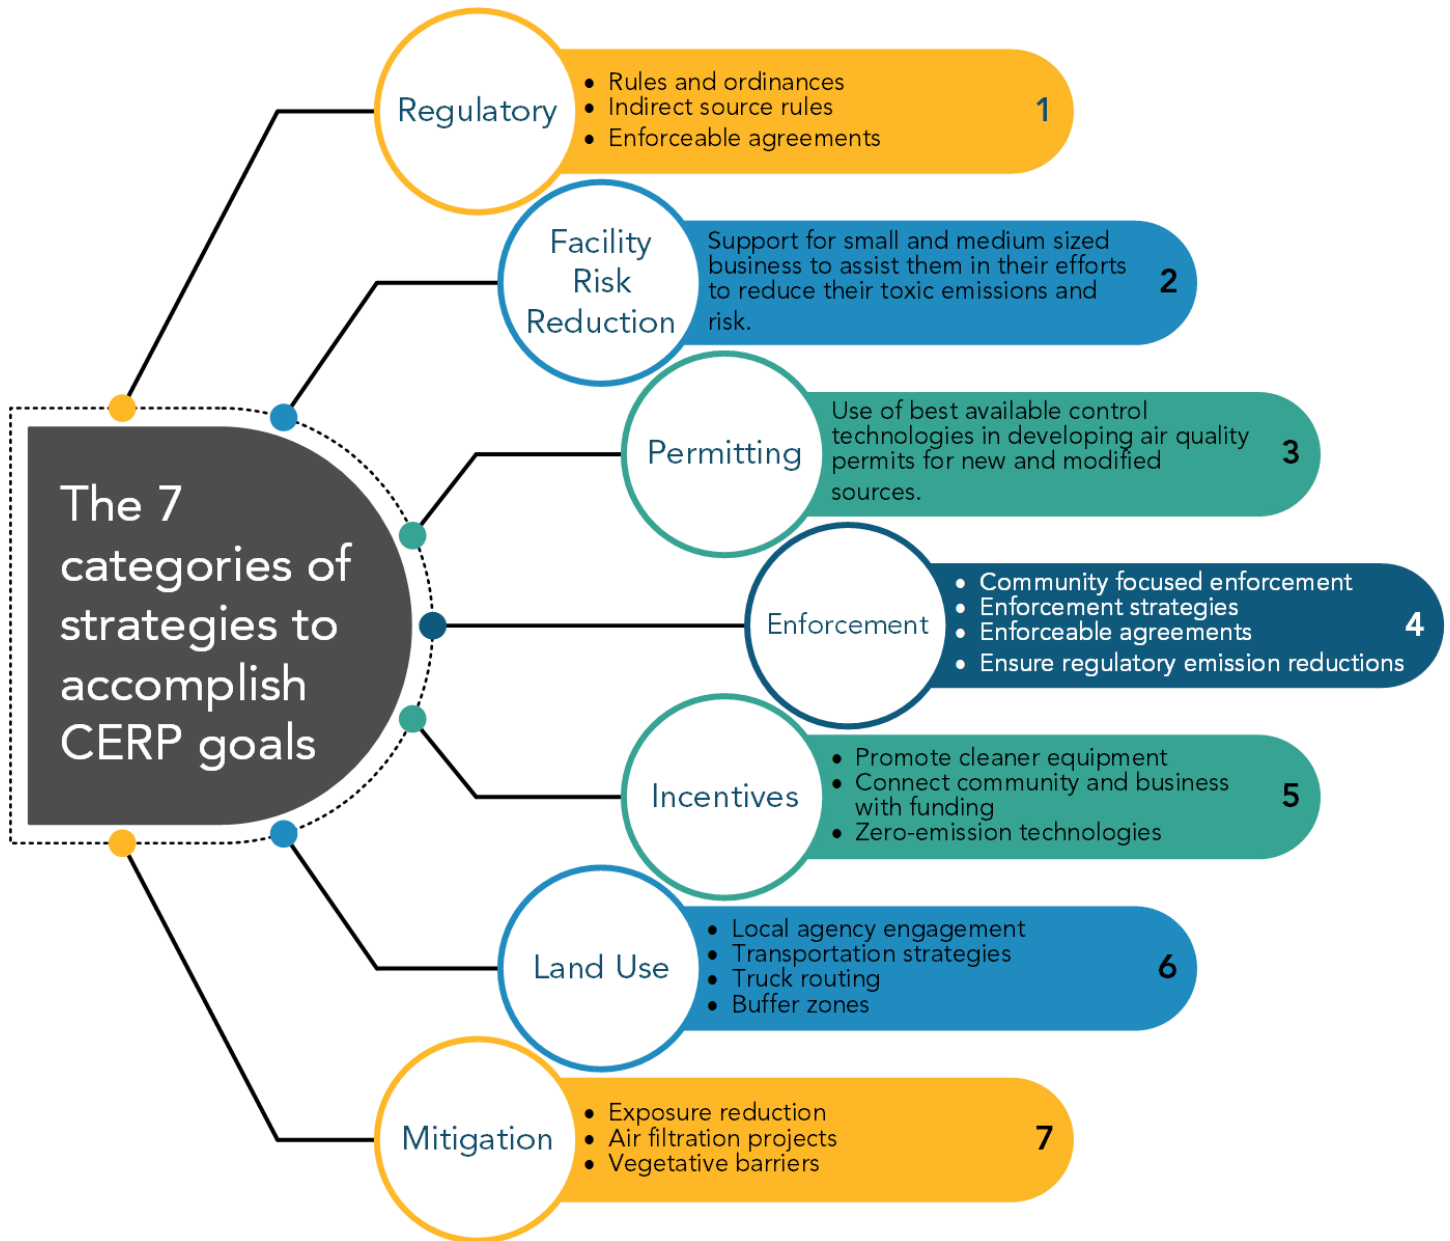 The 7
categories of
strategies to
accomplish
CERP goals
Regulatory
• Rules and ordinances
• Indirect source rules
• Enforceable agreements
1
Facility
Risk
Reduction
Support for small and medium sized
business to assist them in their efforts
to reduce their toxic emissions and
risk.
2
Permitting
Use of best available control
technologies in developing air quality
permits for new and modified
sources.
3
Enforcement
• Community focused enforcement
• Enforcement strategies
• Enforceable agreements
• Ensure regulatory emission reductions
4
Incentives
• Promote cleaner equipment
• Connect community and business
with funding
• Zero-emission technologies
5
Land Use
• Local agency engagement
• Transportation strategies
• Truck routing
• Buffer zones
6
Mitigation
• Exposure reduction
• Air filtration projects
• Vegetative barriers
7